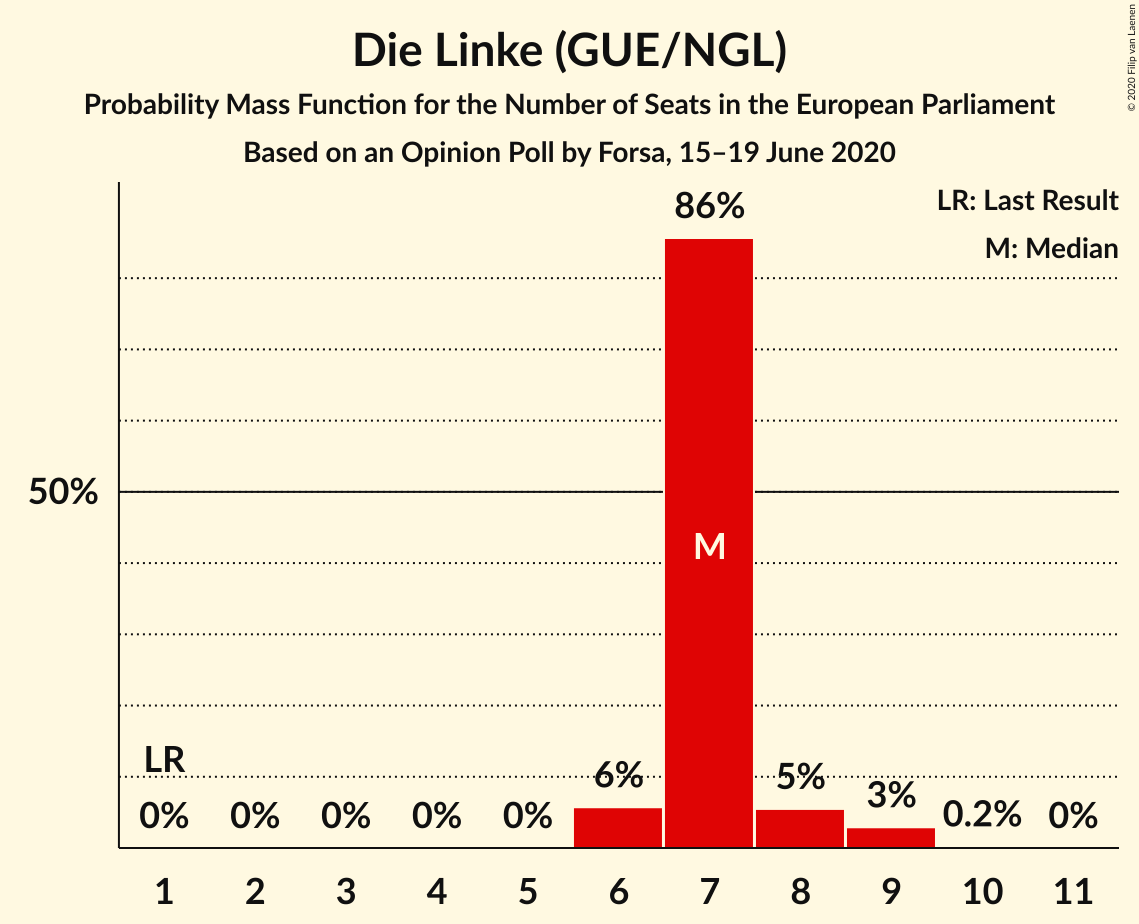 Die Linke (GUE/NGL)
Probability Mass Function for the Number of Seats in the European Parliament
Based on an Opinion Poll by Forsa, 15–19 June 2020
© 2020 Filip van Laenen
LR: Last Result
M: Median
86%
50%
M
LR
0%
0%
0%
0%
0%
6%
5%
3%
0.2%
0%
1 2 3 4 5 6 7 8 9 10 11